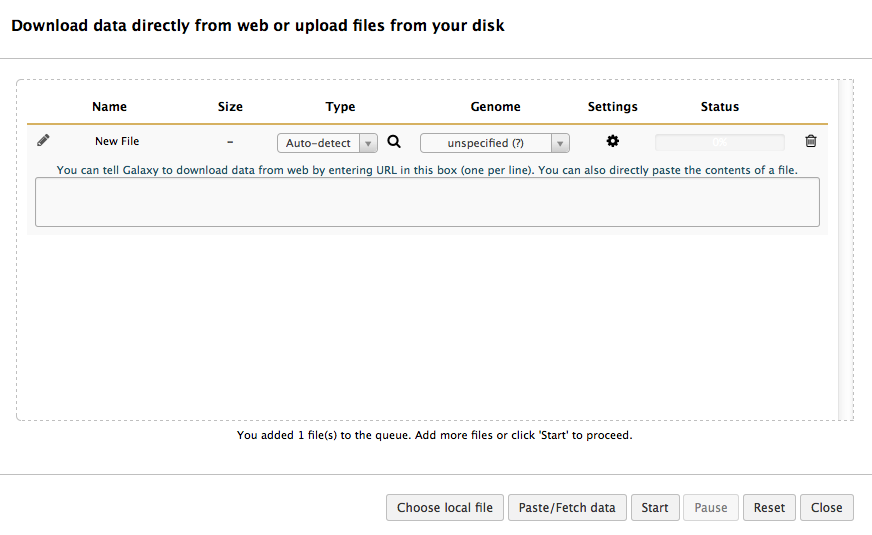 Download data directly from web or upload files from your disk
Name Size Type Genome Settings Status
New File – Auto-detect unspecified (?) 0%
You can tell Galaxy to download data from web by entering URL in this box (one per line). You can also directly paste the contents of a file.
You added 1 file(s) to the queue. Add more files or click 'Start' to proceed.
Choose local file Paste/Fetch data Start Pause Reset Close